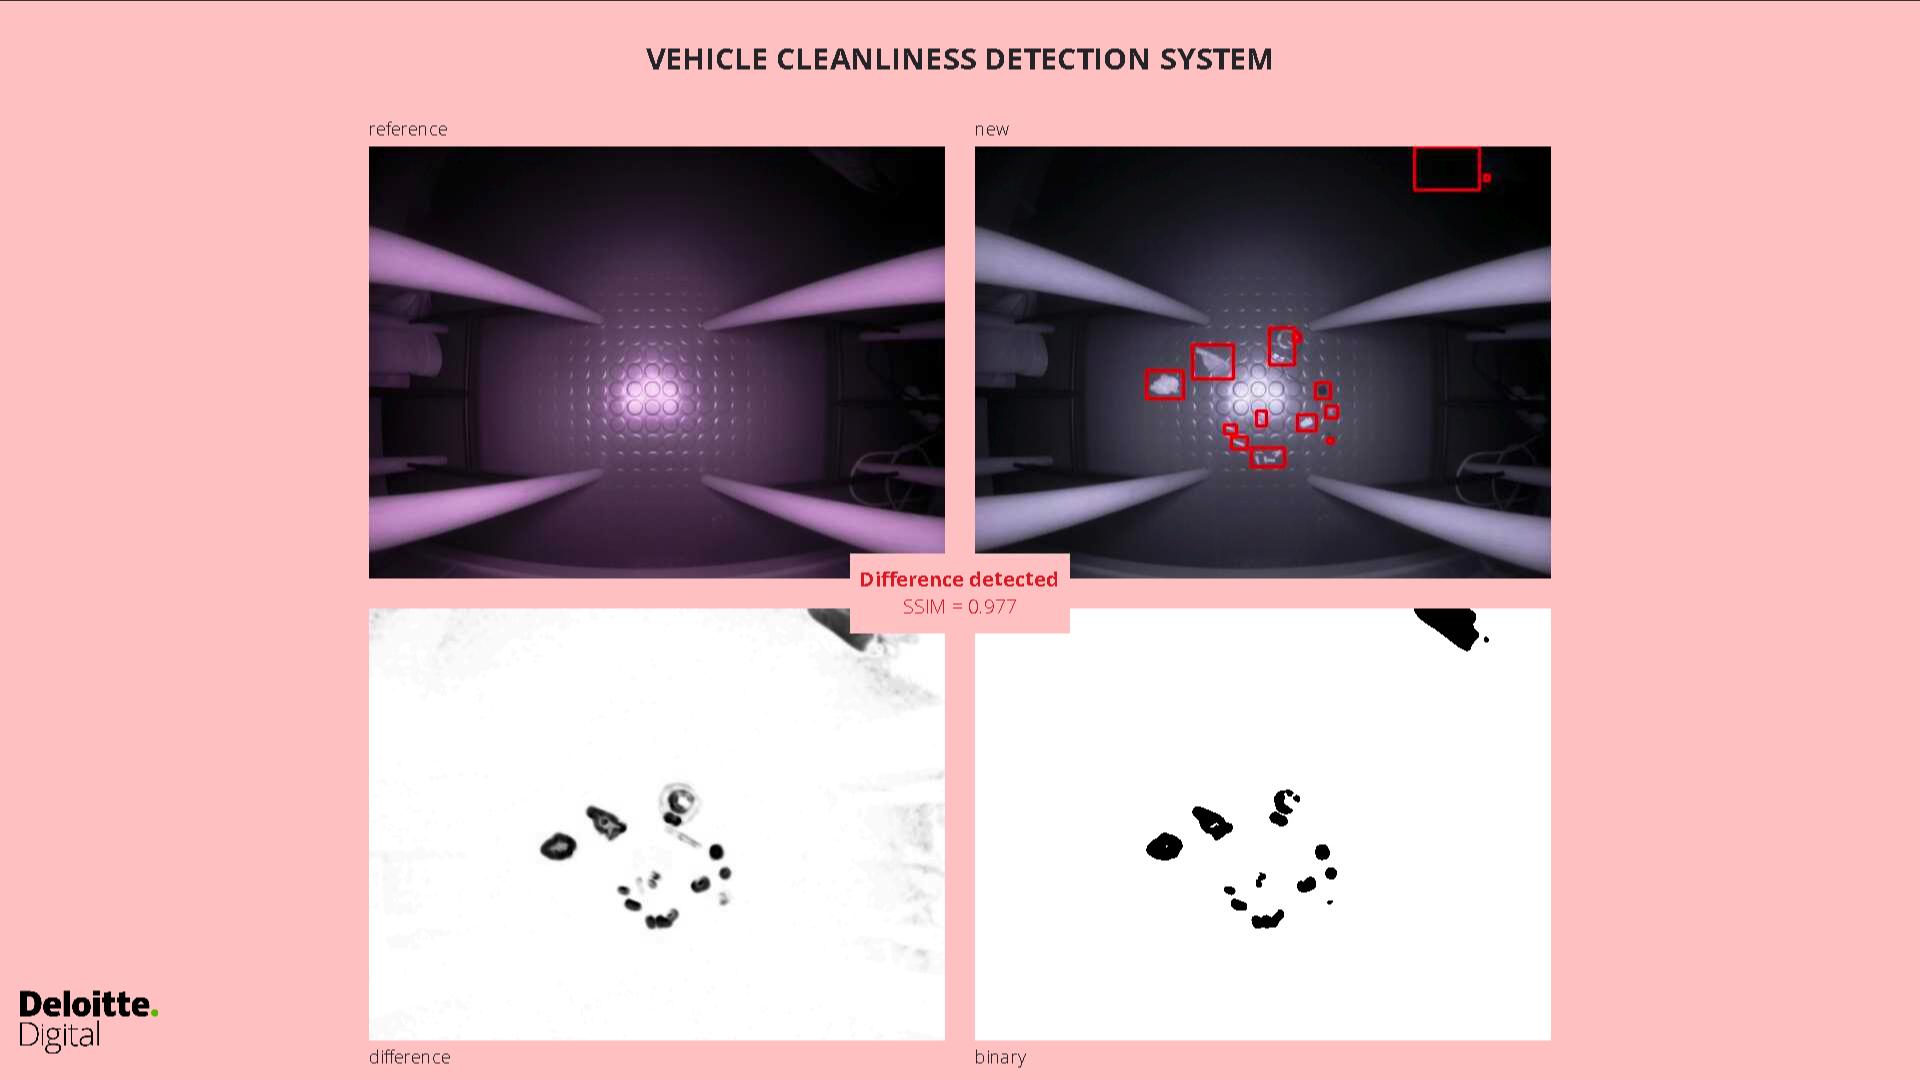 VEHICLE CLEANLINESS DETECTION SYSTEM
reference
new
Difference detected
SSIM = 0.977
difference
binary
Deloitte.
Digital